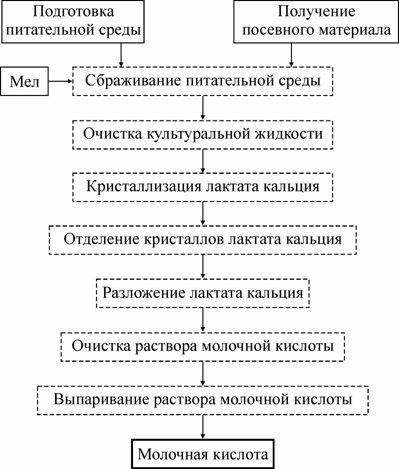 Подготовка
питательной среды
Получение
посевного материала
Мел
Сбраживание питательной среды
Очистка культуральной жидкости
Кристаллизация лактата кальция
Отделение кристаллов лактата кальция
Разложение лактата кальция
Очистка раствора молочной кислоты
Выпаривание раствора молочной кислоты
Молочная кислота